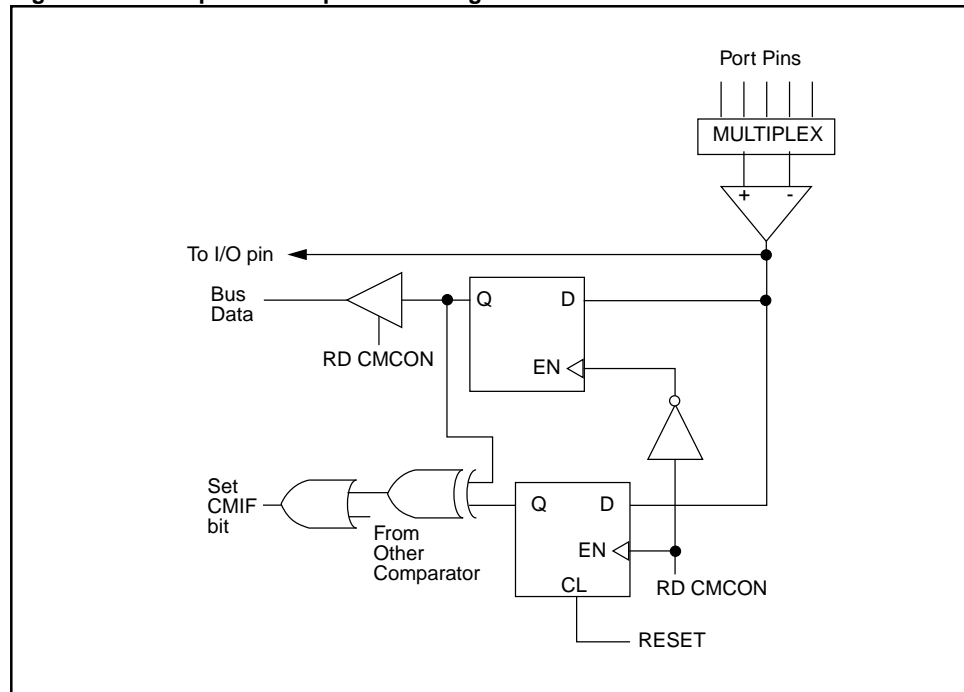 Port Pins
MULTIPLEX
+ -
To I/O pin
Bus
Data
Q D
RD CMCON
EN
Set
CMIF
bit
Q D
From
Other
Comparator
EN
CL
RD CMCON
RESET